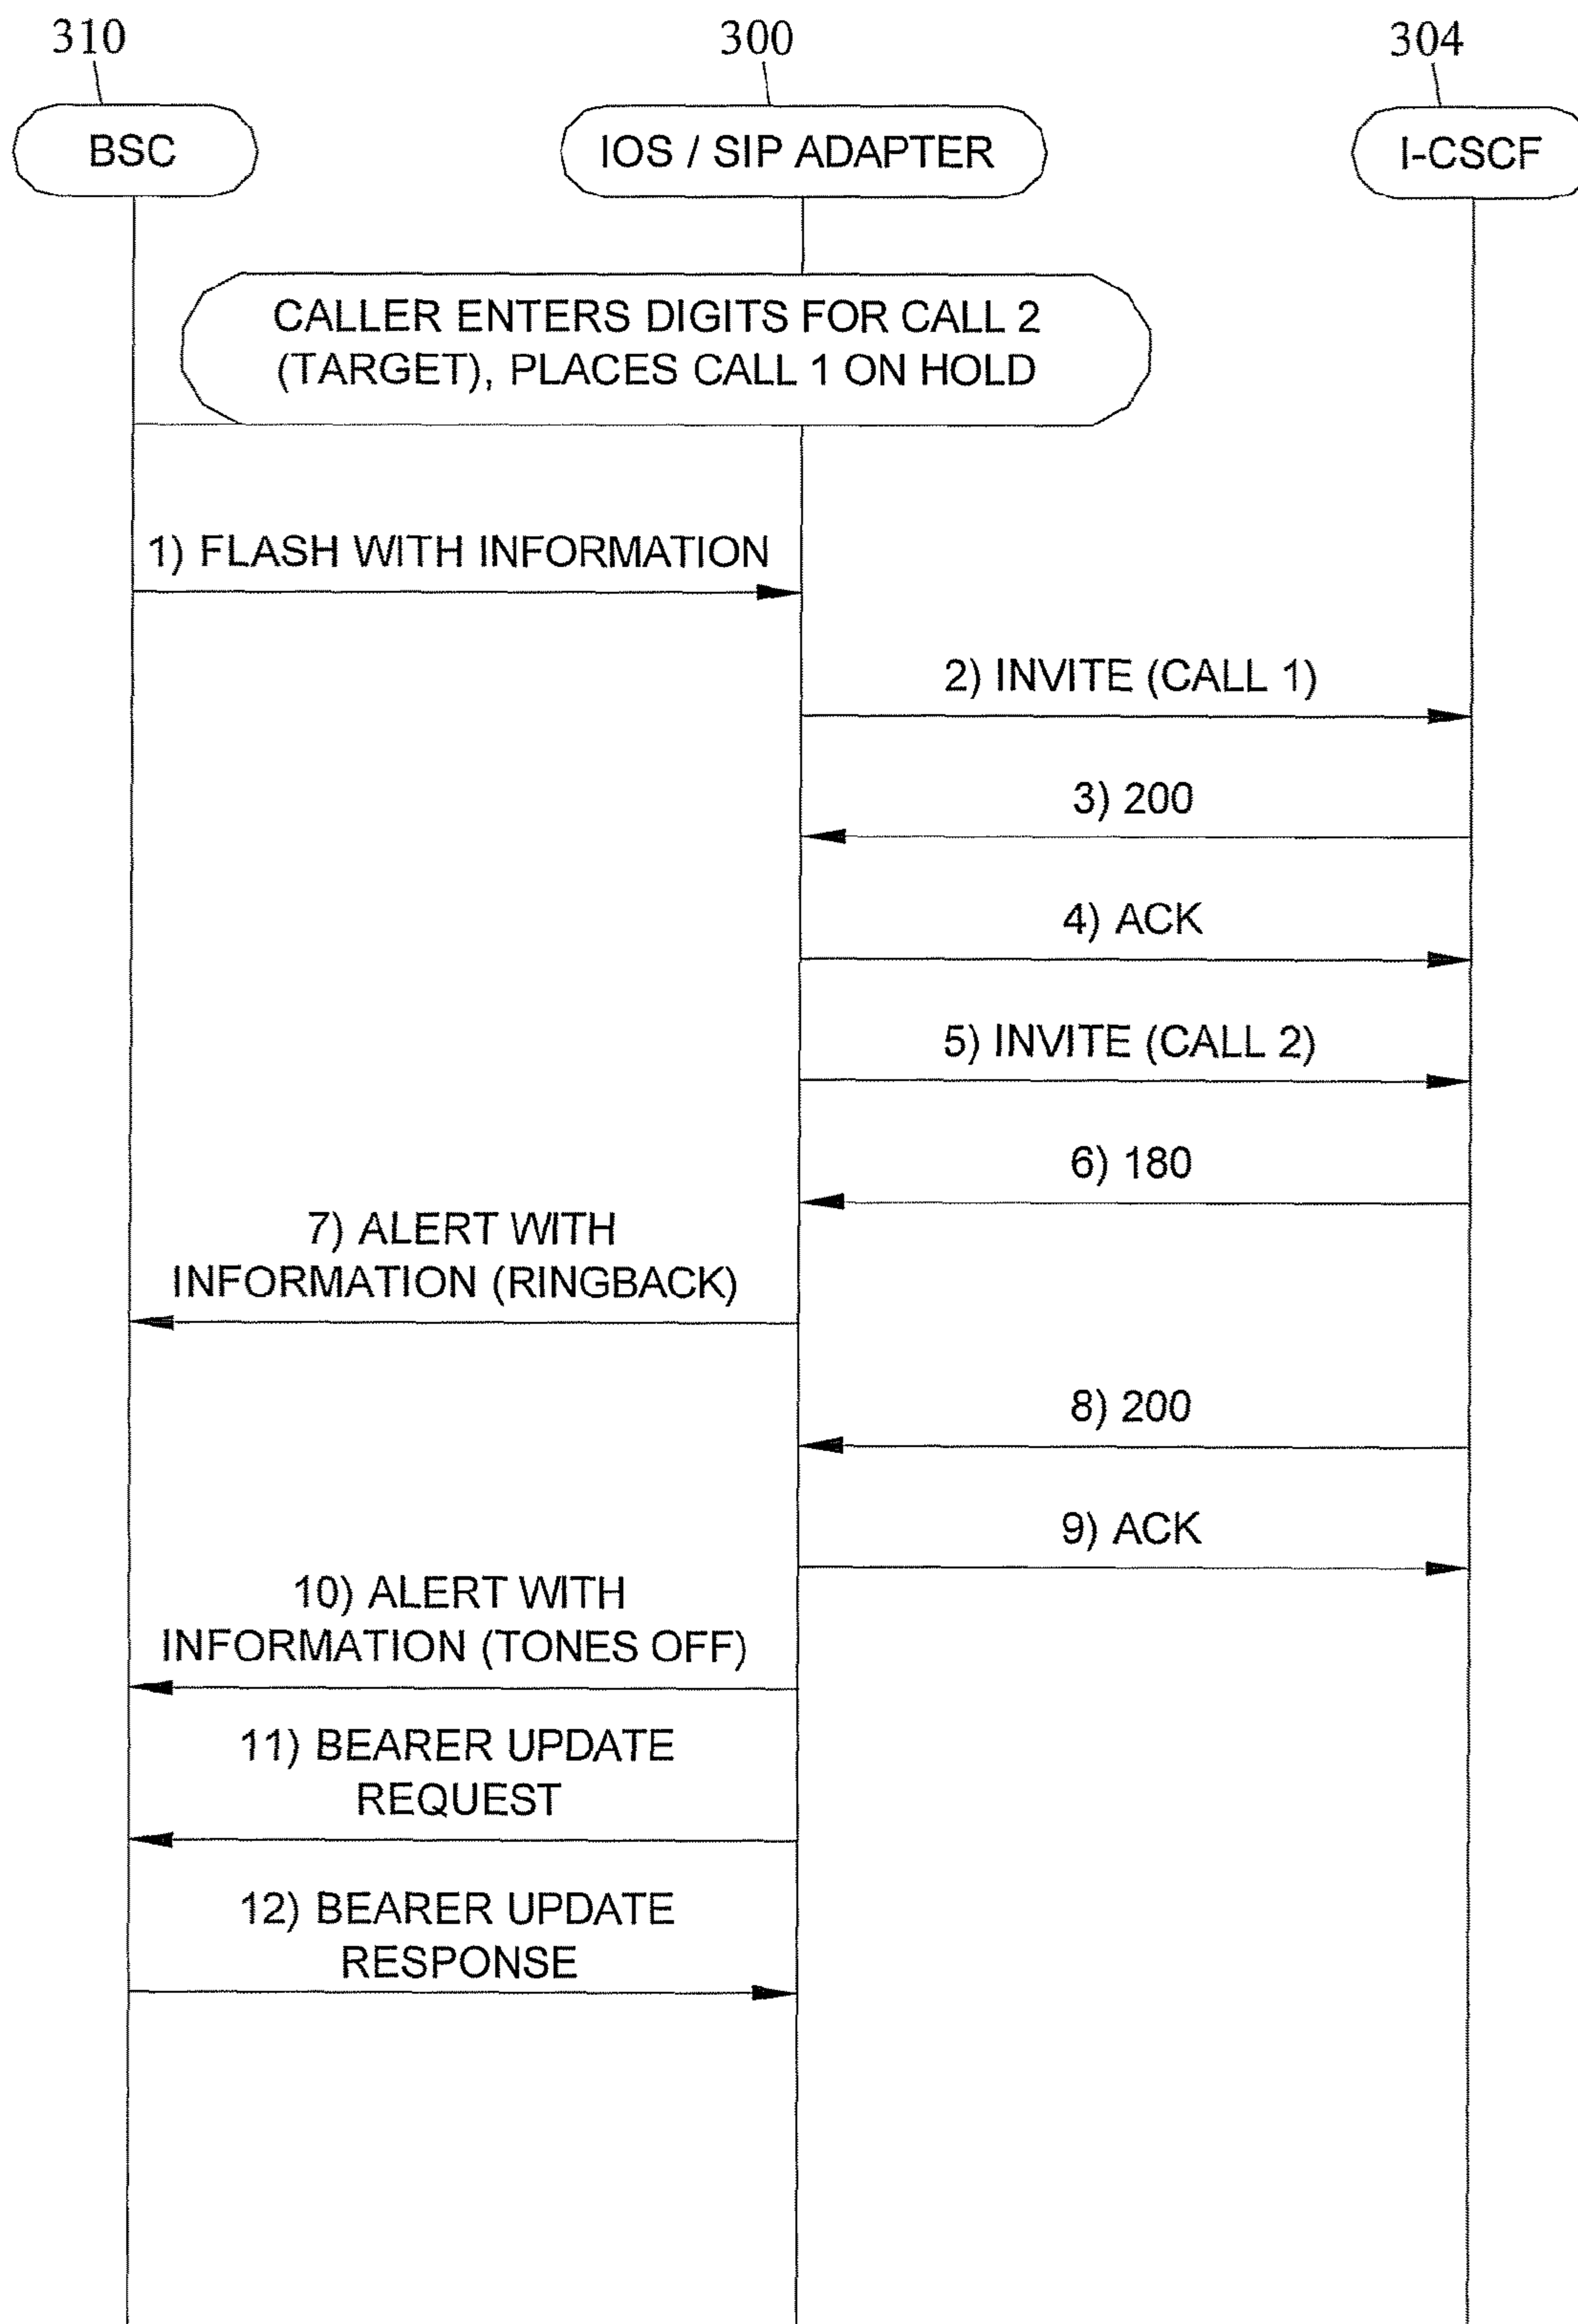 310
300
304
BSC
IOS / SIP ADAPTER
I-CSCF
CALLER ENTERS DIGITS FOR CALL 2
(TARGET), PLACES CALL 1 ON HOLD
1) FLASH WITH INFORMATION
2) INVITE (CALL 1)
3) 200
4) ACK
5) INVITE (CALL 2)
6) 180
7) ALERT WITH
INFORMATION (RINGBACK)
8) 200
9) ACK
10) ALERT WITH
INFORMATION (TONES OFF)
11) BEARER UPDATE
REQUEST
12) BEARER UPDATE
RESPONSE